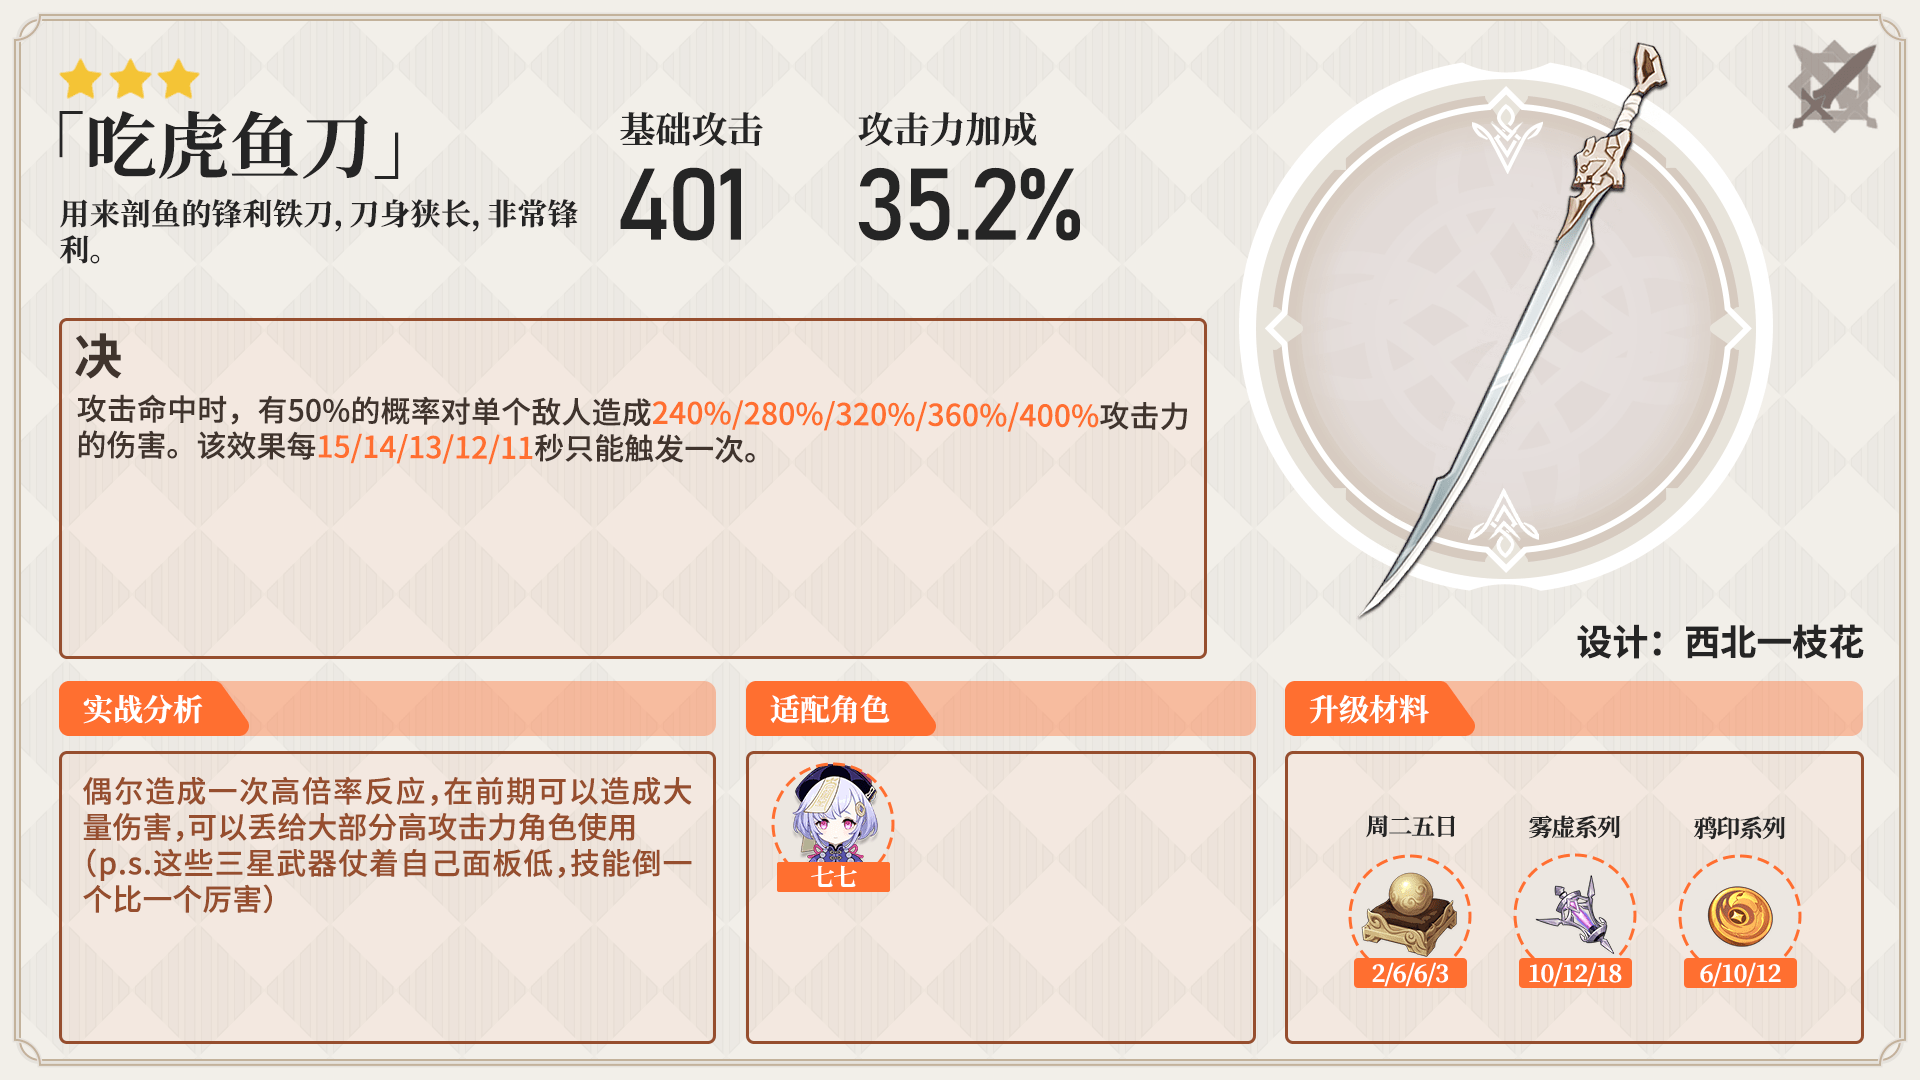 「吃虎鱼刀」
用来剖鱼的锋利铁刀，刀身狭长，非常锋
利。
基础攻击
401
攻击力加成
35.2%
决
攻击命中时，有50%的概率对单个敌人造成240%/280%/320%/360%/400%攻击力
的伤害。该效果每15/14/13/12/11秒只能触发一次。
设计：西北一枝花
实战分析
偶尔造成一次高倍率反应，在前期可以造成大
量伤害，可以丢给大部分高攻击力角色使用
（p.s.这些三星武器仗着自己面板低，技能倒一
个比一个厉害）
适配角色
七七
升级材料
周二五日
2/6/6/3
雾虚系列
10/12/18
鸦印系列
6/10/12